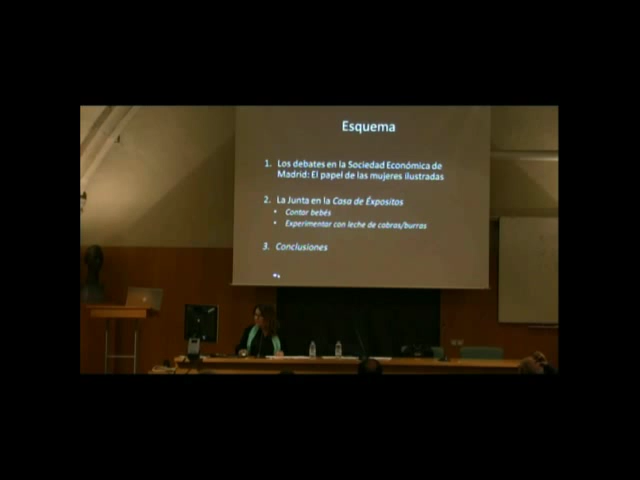 Esquema
1. Los debates en la Sociedad Económica de
Madrid: El papel de las mujeres ilustradas
2. La Junta en la Casa de Éxpositos
• Contar bebés
• Experimentar con leche de cabras/burras
3. Conclusiones